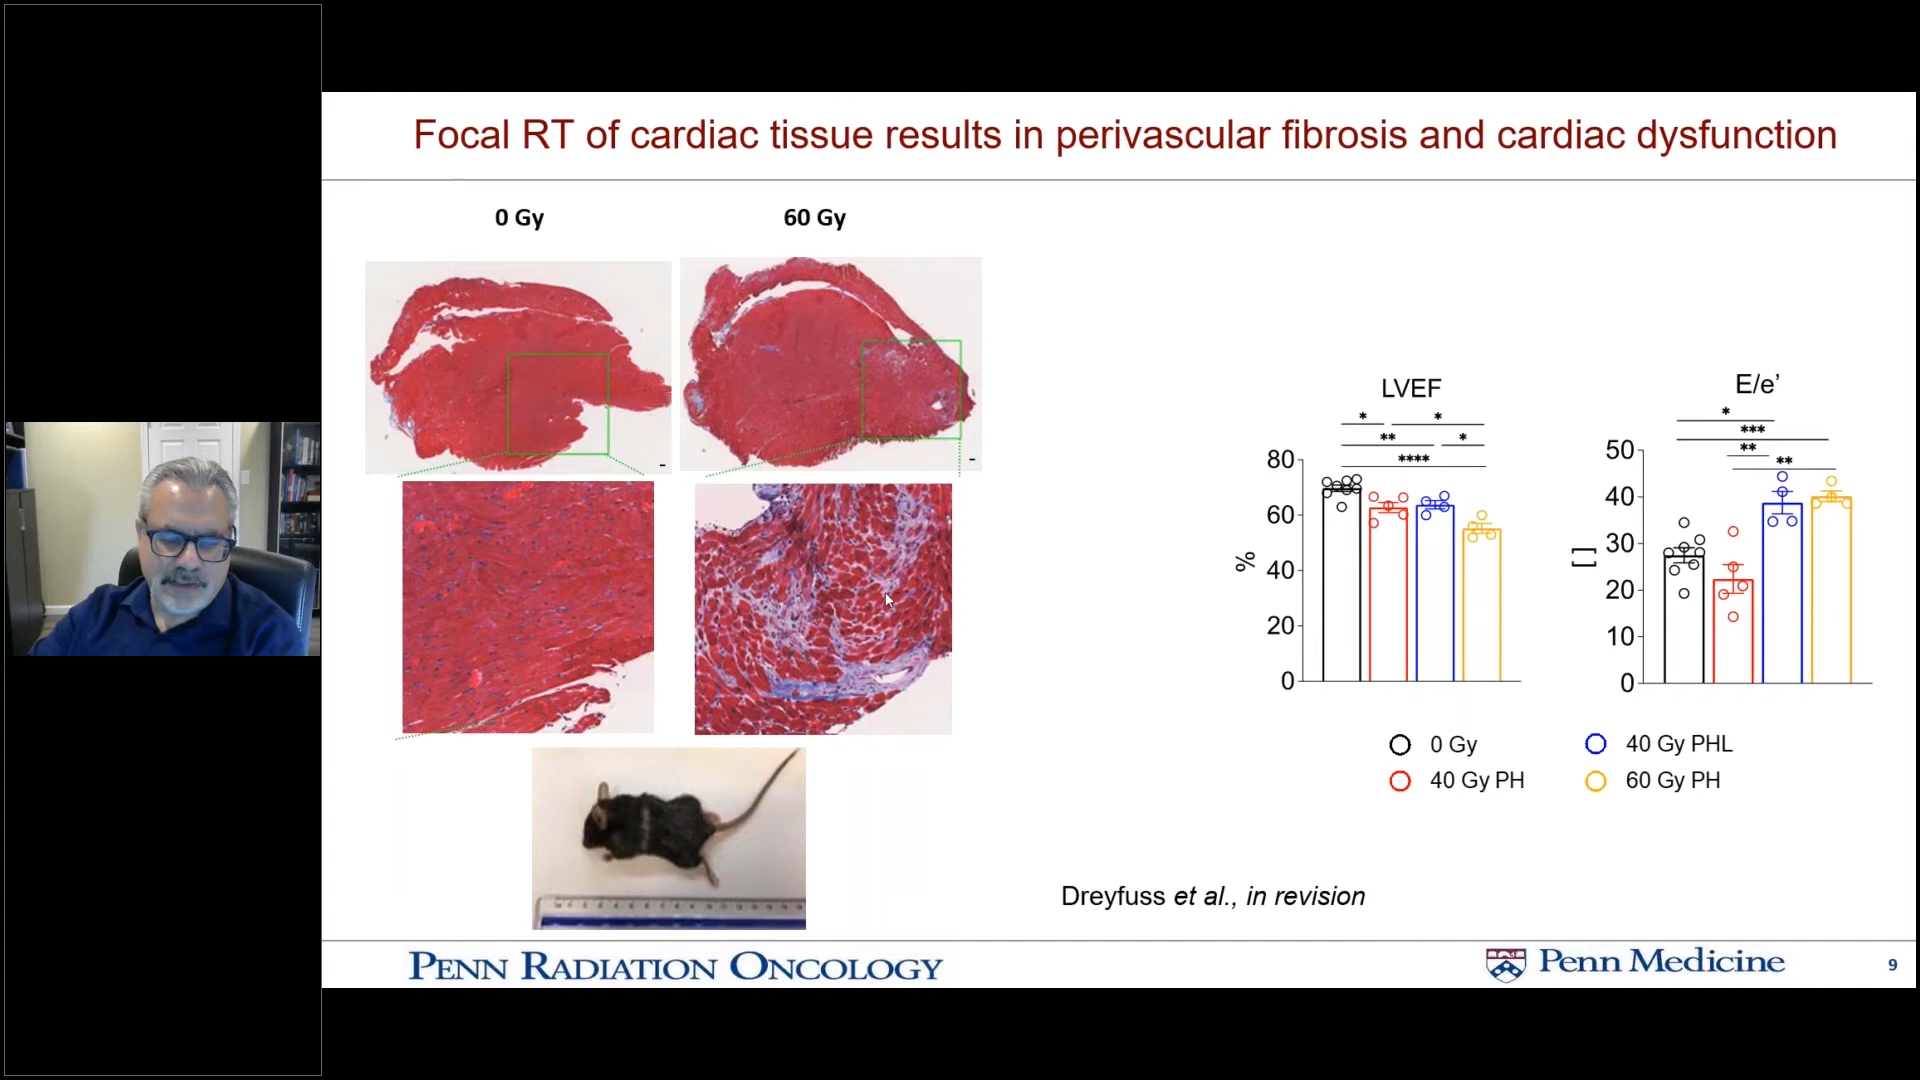 Focal RT of cardiac tissue results in perivascular fibrosis and cardiac dysfunction
0 Gy
60 Gy
LVEF
* *
** *
****
%
80
60
40
20
0
E/e’
*
***
**
**
[ ]
50
40
30
20
10
0
0 Gy
40 Gy PHL
40 Gy PH
60 Gy PH
Dreyfuss et al., in revision
PENN RADIATION ONCOLOGY
Penn Medicine
9